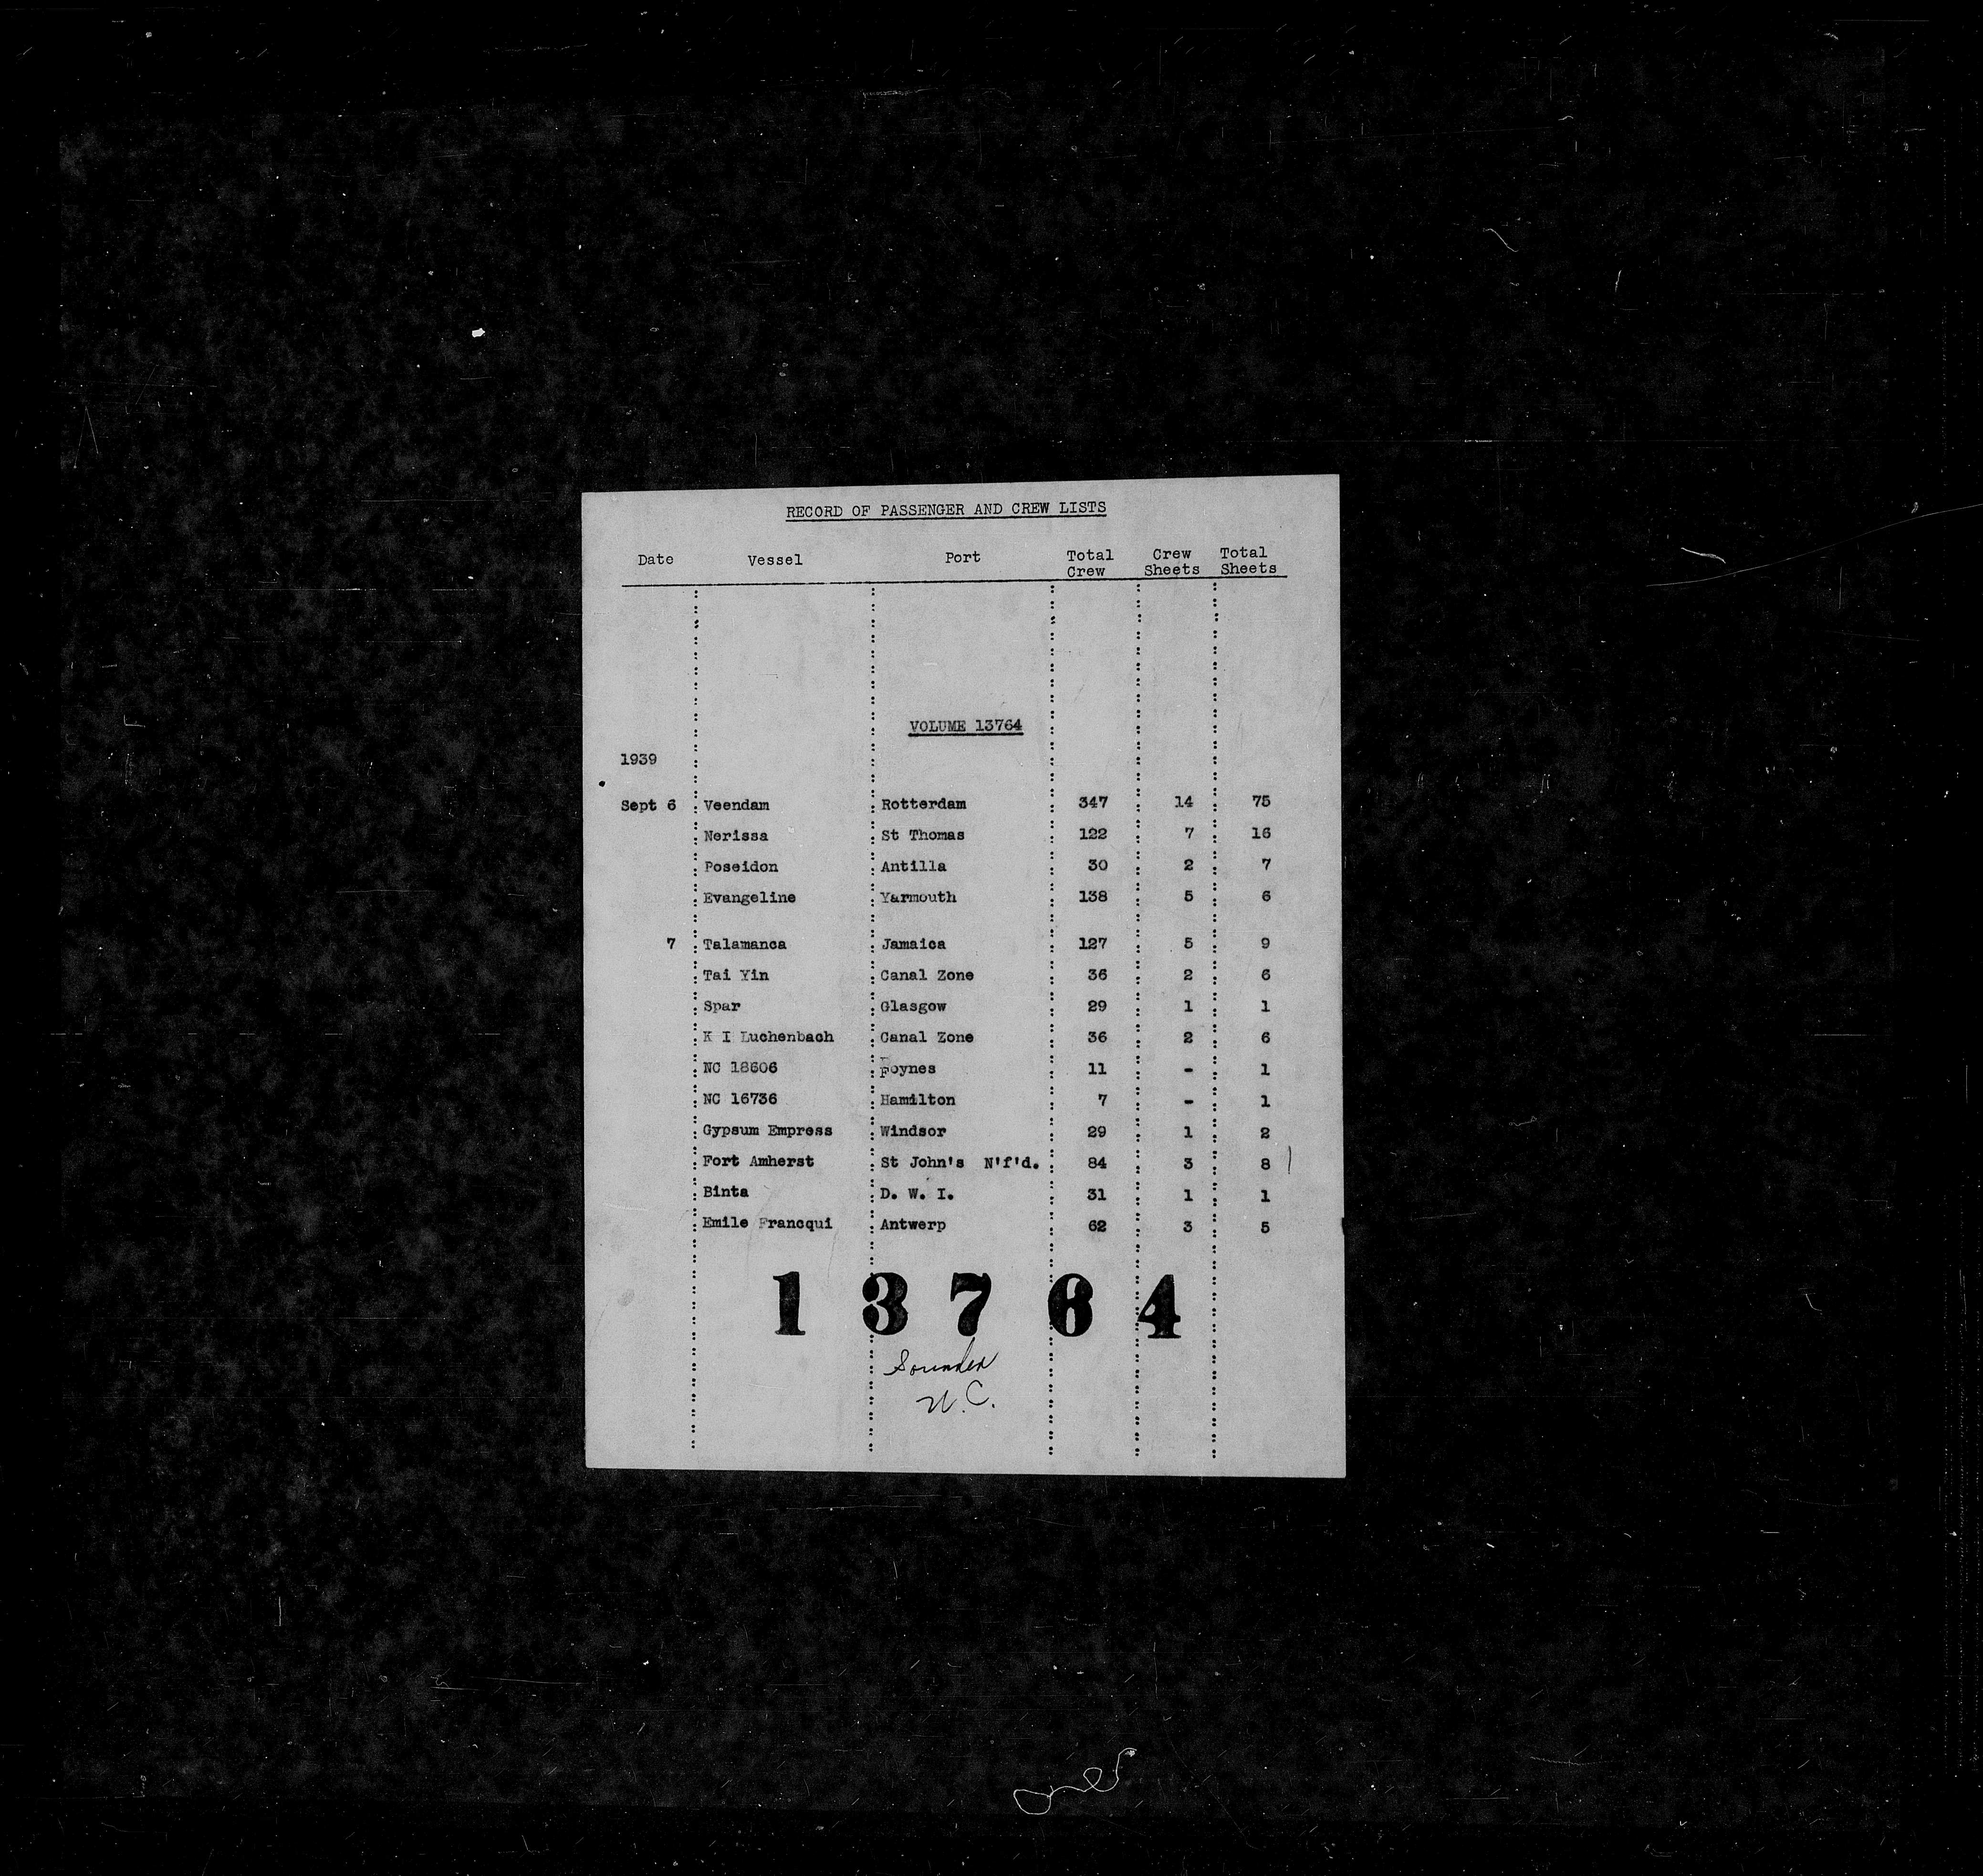 RECORD OF PASSENGER AND CREW LISTS
Date Vessel Port Total Crew Crew Sheets Total Sheets
VOLUME 13764
1939
Sept 6 Veendam Rotterdam 347 14 75
Nerissa St Thomas 122 7 16
Poseidon Antilla 30 2 7
Evangeline Yarmouth 138 5 6
7 Talamanca Jamaica 127 5 9
Tai Yin Canal Zone 36 2 6
Spar Glasgow 29 1 1
K I Luchenbach Canal Zone 36 2 6
NC 18606 Foynes 11 - 1
NC 16736 Hamilton 7 - 1
Gypsum Empress Windsor 29 1 2
Fort Amherst St John's N'f'd. 84 3 8
Binta D. W. I. 31 1 1
Emile Francqui Antwerp 62 3 5
1 3 7 6 4